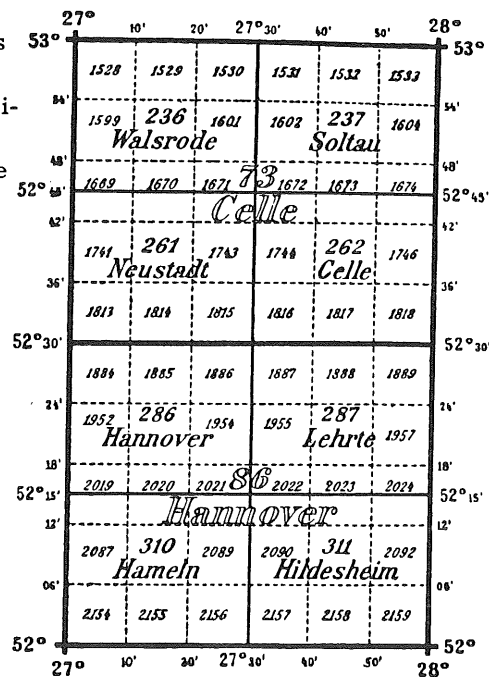 27° 10' 20' 27°30' 40' 50' 28°
s
53° 53°
1528 1529 1530 1531 1532 1533
i-
54' 54'
1599 236 1601 1602 237 1604
Walsrode Soltau
e
48' 48'
73
1669 1670 1671 1672 1673 1674
52° 45' 52° 45'
Celle
42' 42'
1741 261 1743 1744 262 1746
Neustadt Celle
36' 36'
1813 1814 1815 1816 1817 1818
52° 30' 52° 30'
1884 1885 1886 1887 1888 1889
24' 24'
1952 286 1954 1955 287 1957
Hannover Lehrte
18' 18'
86
2019 2020 2021 2022 2023 2024
52° 15' 52° 15'
Hannover
12' 12'
2087 310 2089 2090 311 2092
Hameln Hildesheim
06' 06'
2154 2155 2156 2157 2158 2159
52° 52°
27° 10' 20' 27° 30' 40' 50' 28°